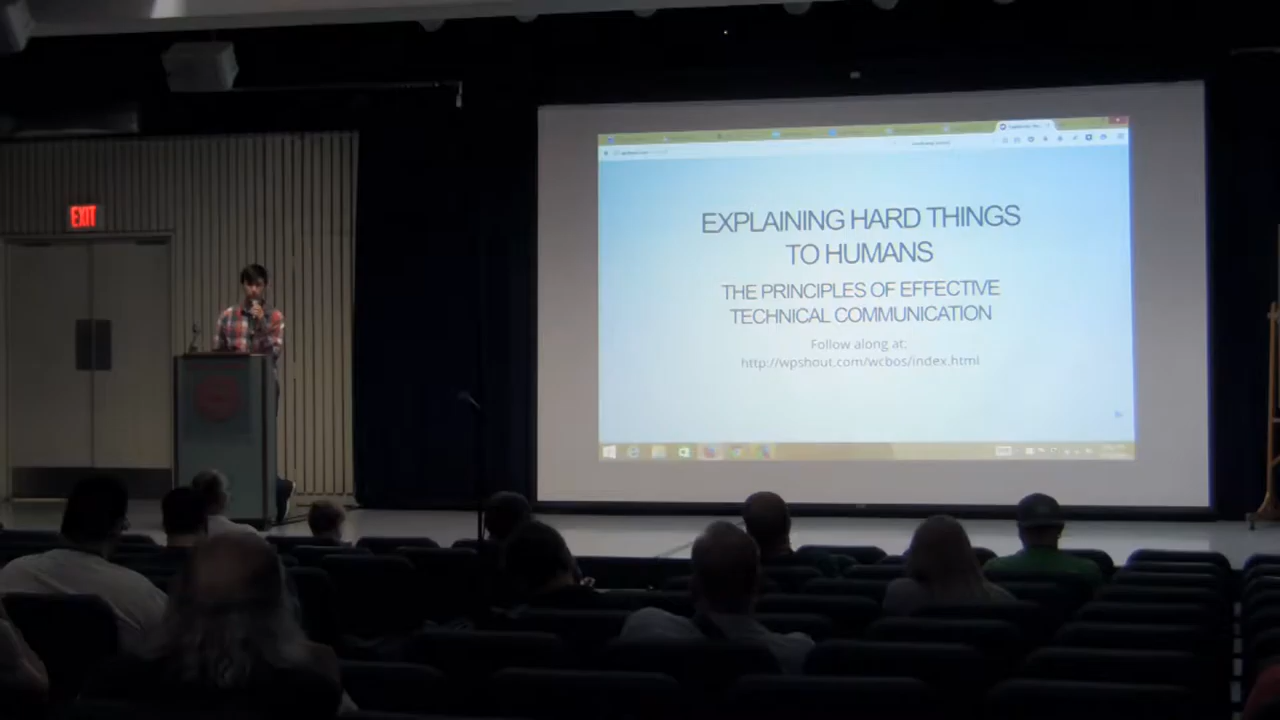 EXIT
EXPLAINING HARD THINGS
TO HUMANS
THE PRINCIPLES OF EFFECTIVE
TECHNICAL COMMUNICATION
Follow along at:
http://wpshout.com/wcbos/index.html